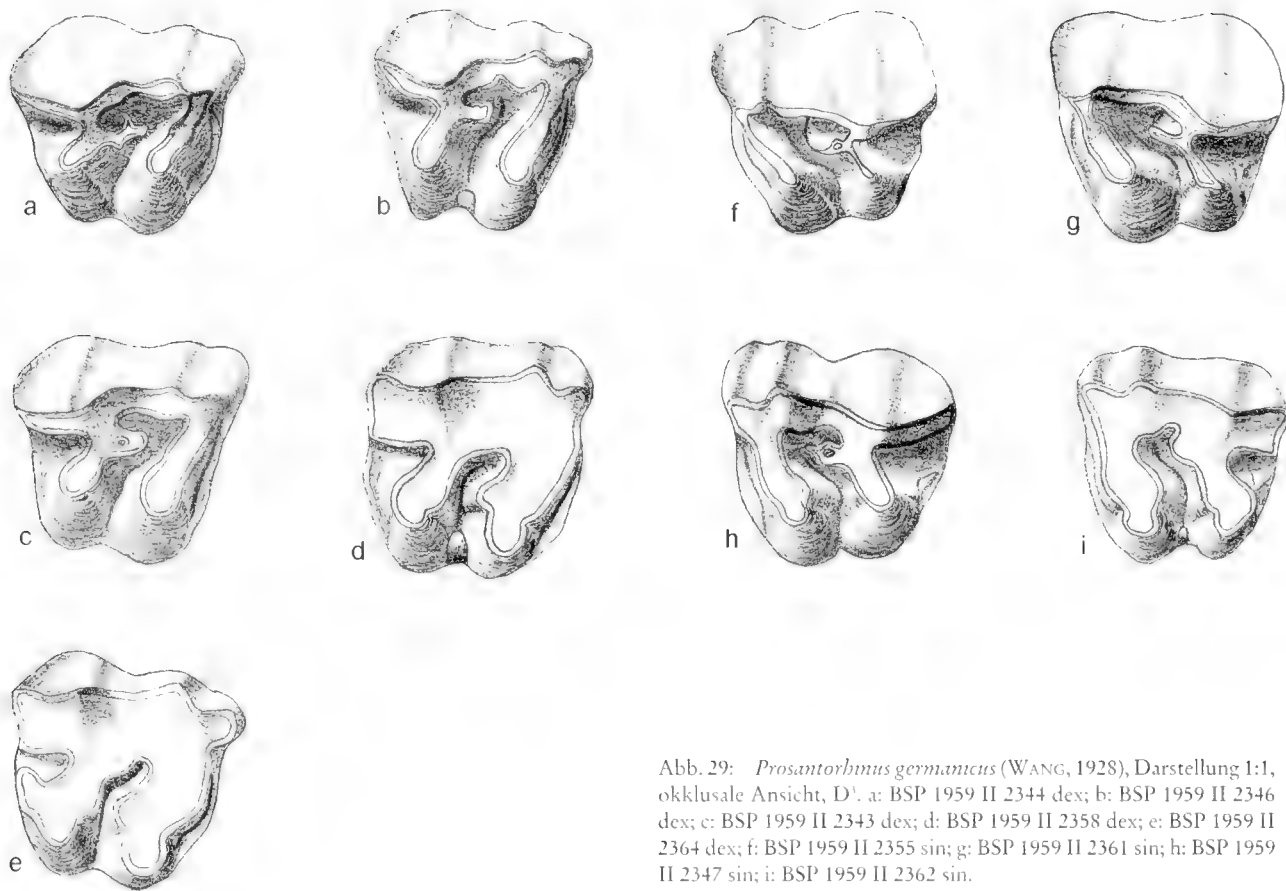 a
b
f
g
c
d
h
i
e
Abb. 29: Prosantorhinus germanicus (WANG, 1928), Darstellung 1:1,
okklusale Ansicht, a: BSP 1959 II 2344 dex; b: BSP 1959 II 2346
dex; c: BSP 1959 II 2343 dex; d: BSP 1959 II 2358 dex; e: BSP 1959 II
2364 dex; f: BSP 1959 II 2355 sin; g: BSP 1959 II 2361 sin; h: BSP 1959
II 2347 sin; i: BSP 1959 II 2362 sin.